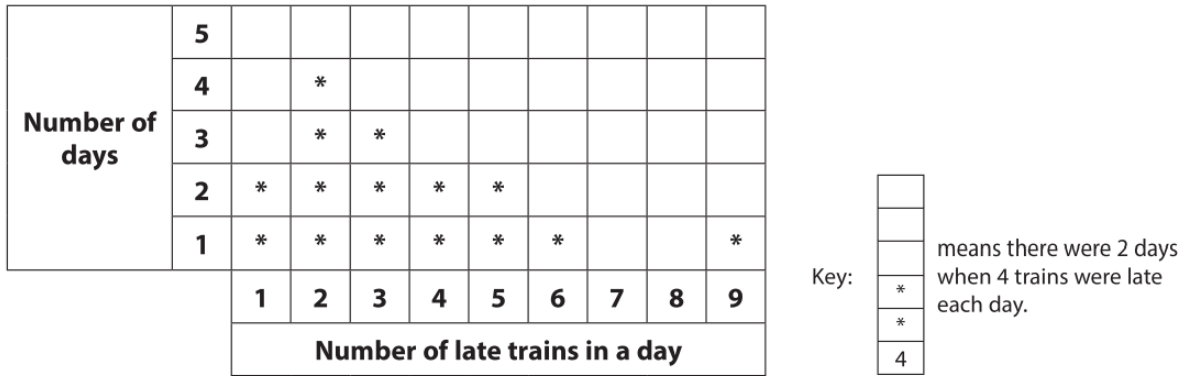 5
4 *
Number of 3 * *
days
2 * * * * *
1 * * * * * * *
1 2 3 4 5 6 7 8 9
Number of late trains in a day
Key:
*
*
4
means there were 2 days
when 4 trains were late
each day.